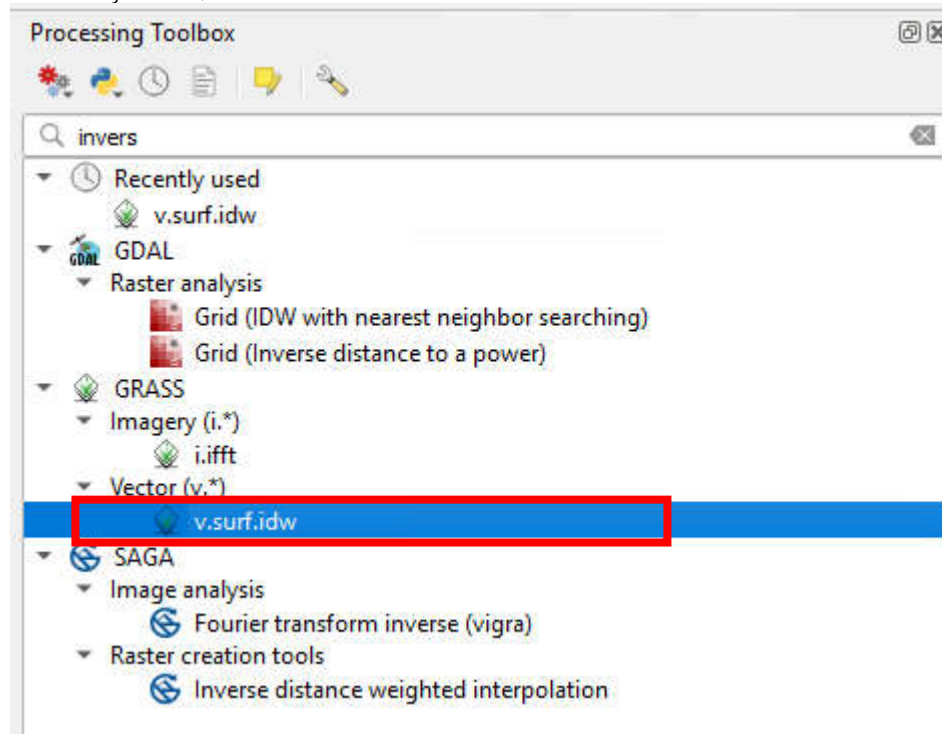 Processing Toolbox
invers
Recently used
v.surf.idw
GDAL
Raster analysis
Grid (IDW with nearest neighbor searching)
Grid (Inverse distance to a power)
GRASS
Imagery (i.*)
i.ifft
Vector (v.*)
v.surf.idw
SAGA
Image analysis
Fourier transform inverse (vigra)
Raster creation tools
Inverse distance weighted interpolation